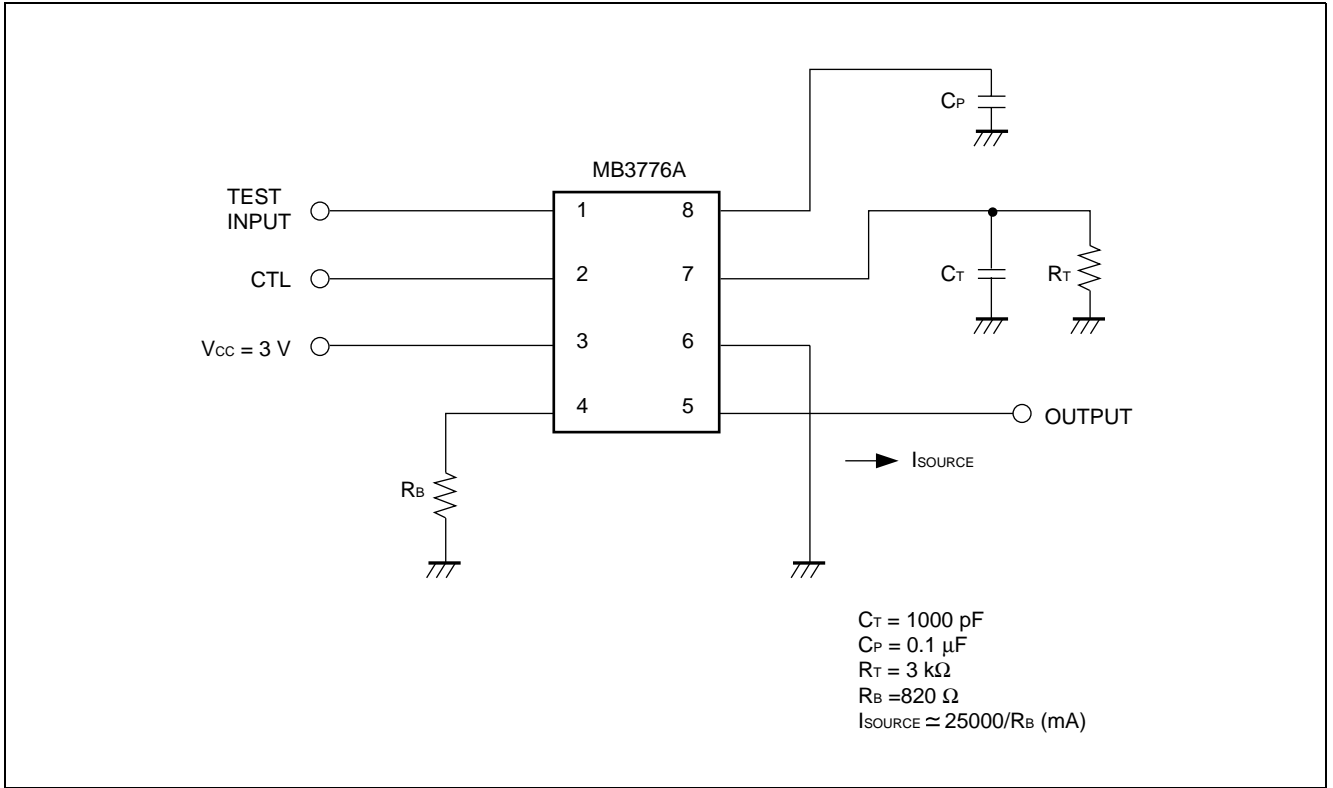 CP
MB3776A
TEST
INPUT
1
8
CTL
2
7
CT
RT
VCC = 3 V
3
6
4
5
OUTPUT
ISOURCE
RB
CT = 1000 pF
CP = 0.1 μF
RT = 3 kΩ
RB =820 Ω
ISOURCE ≃ 25000/RB (mA)